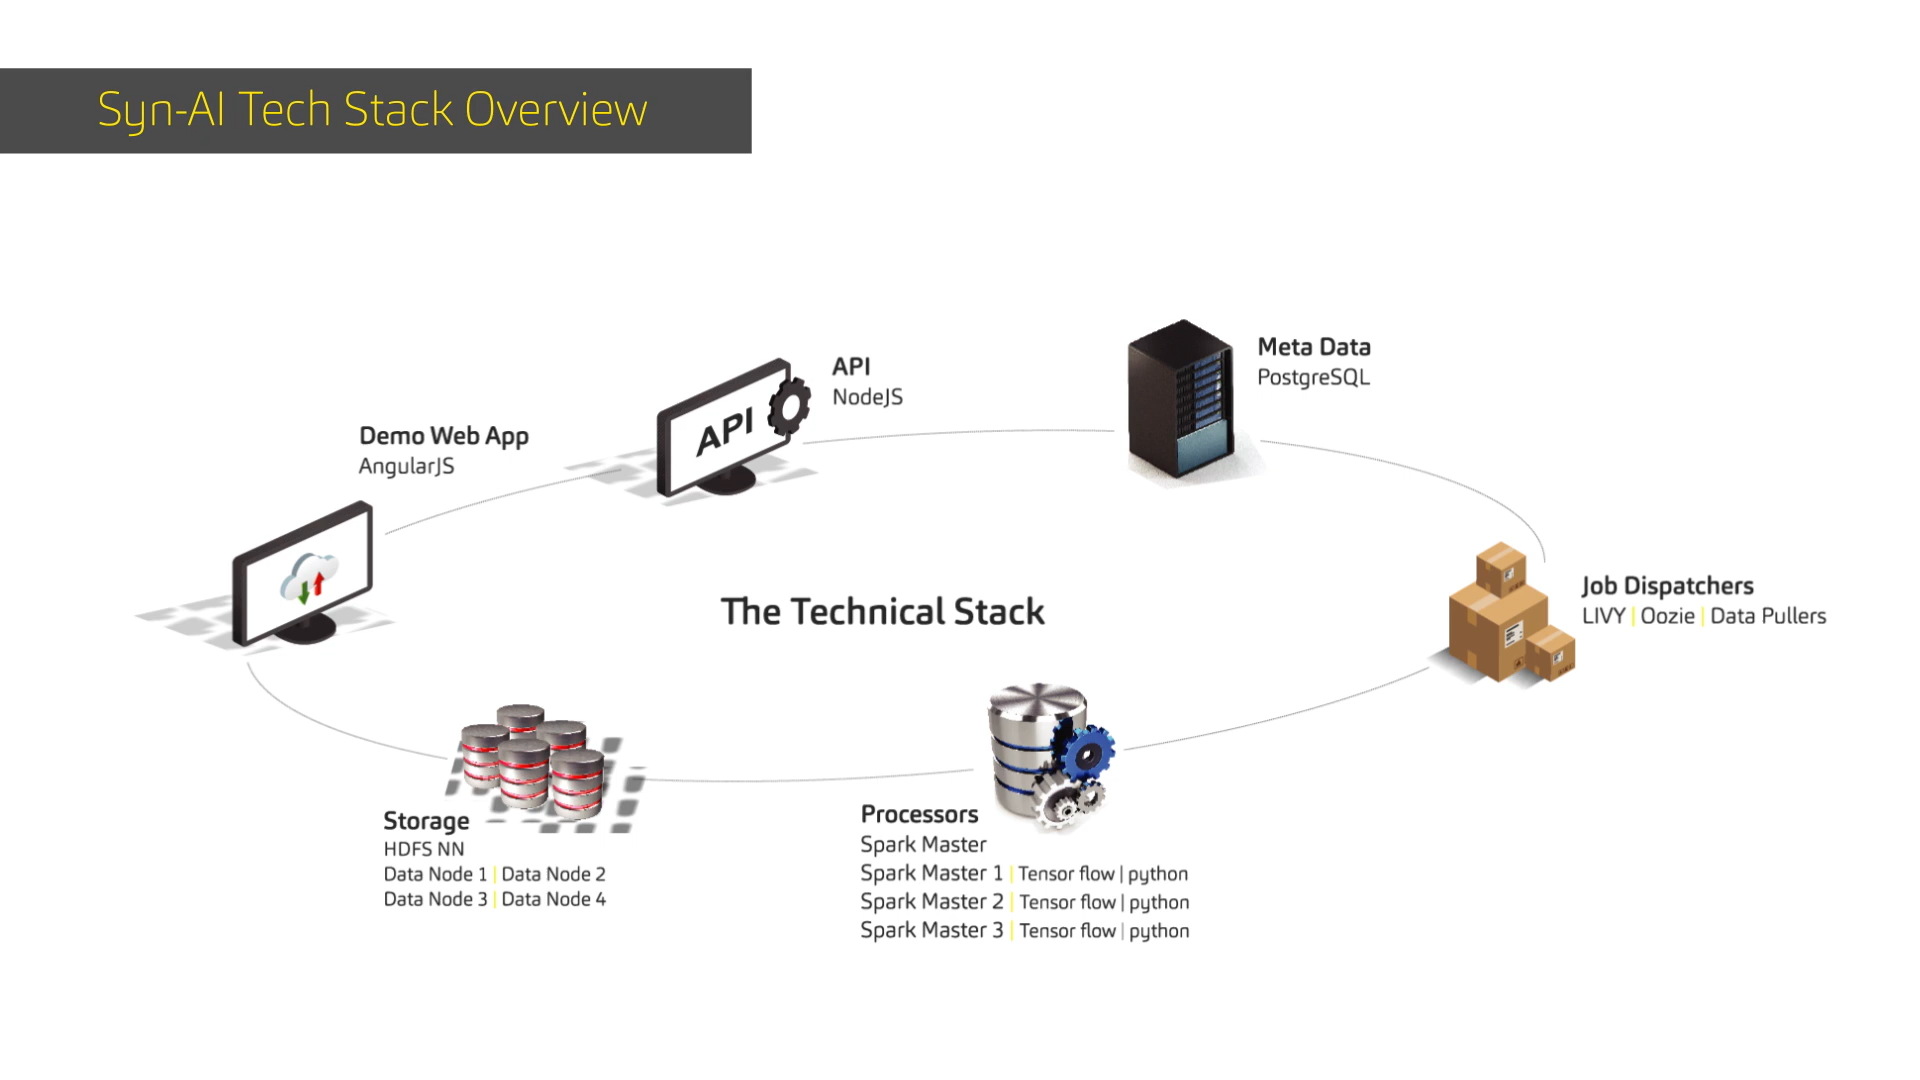 Syn-AI Tech Stack Overview
Meta Data
PostgreSQL
API
NodeJS
API
Demo Web App
AngularJS
Job Dispatchers
LIVY | Oozie | Data Pullers
The Technical Stack
Storage
HDFS NN
Data Node 1 | Data Node 2
Data Node 3 | Data Node 4
Processors
Spark Master
Spark Master 1 | Tensor flow | python
Spark Master 2 | Tensor flow | python
Spark Master 3 | Tensor flow | python